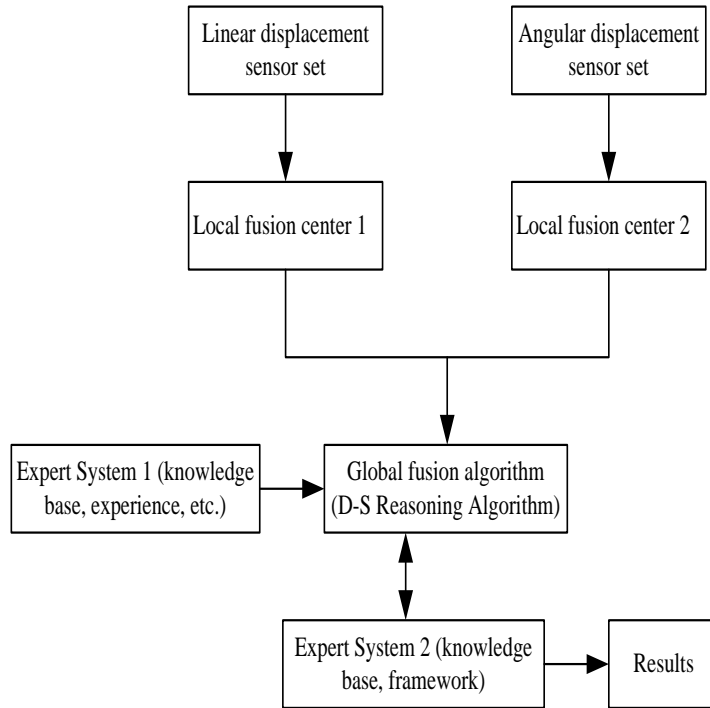 Linear displacement
sensor set
Angular displacement
sensor set
Local fusion center 1
Local fusion center 2
Expert System 1 (knowledge
base, experience, etc.)
Global fusion algorithm
(D-S Reasoning Algorithm)
Expert System 2 (knowledge
base, framework)
Results